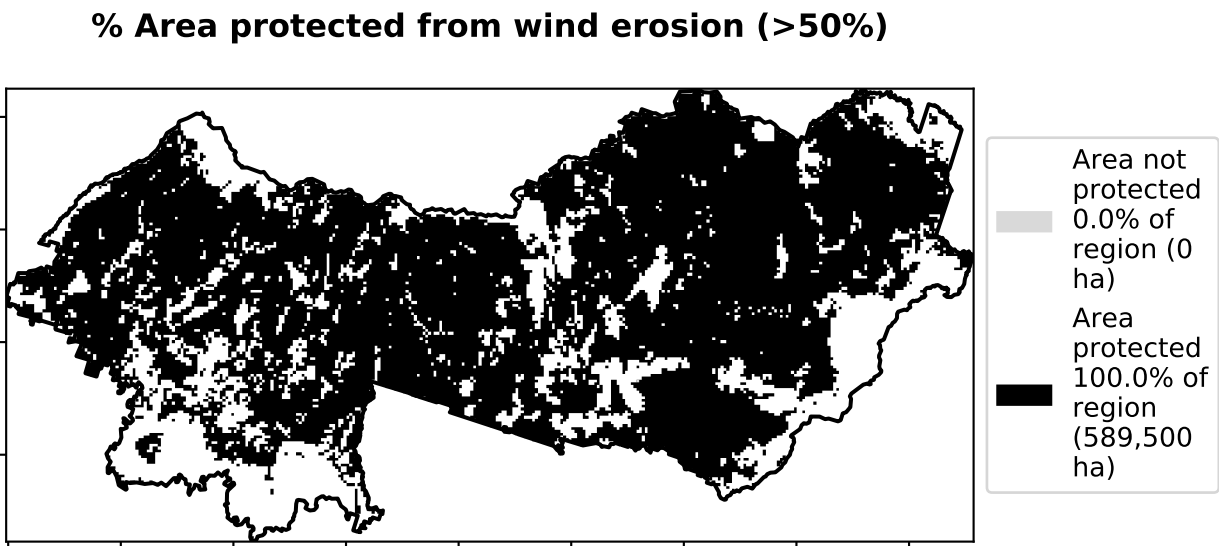 % Area protected from wind erosion (>50%)
Area not
protected
0.0% of
region (0
ha)
Area
protected
100.0% of
region
(589,500
ha)